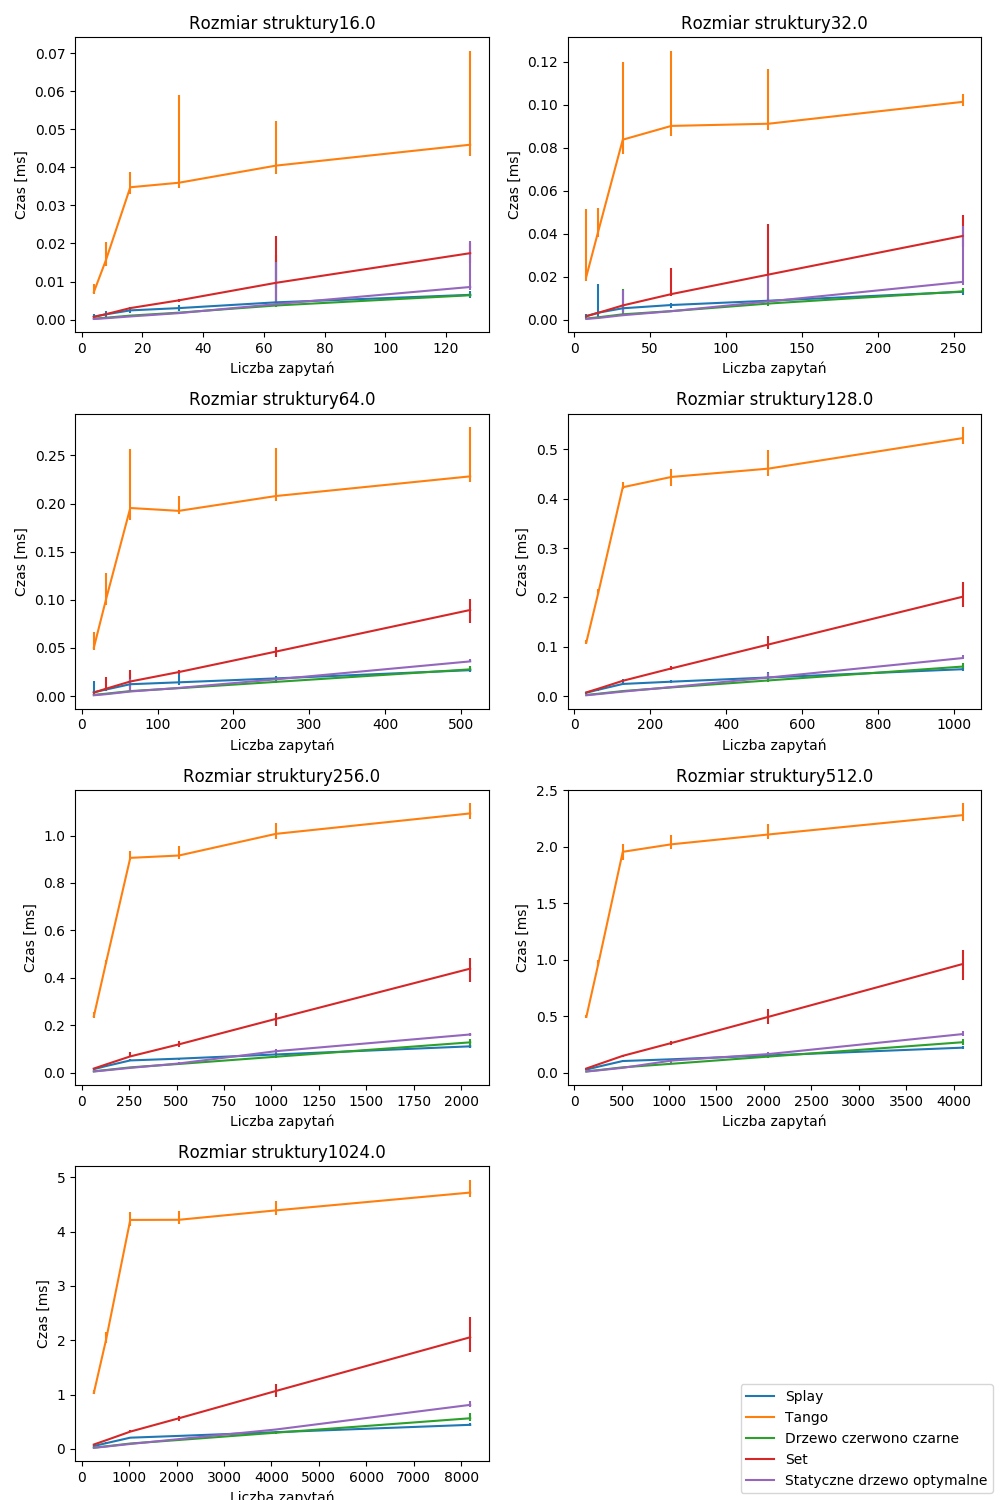 Rozmiar struktury16.0
0.07
0.06
0.05
0.04
0.03
0.02
0.01
0.00
Czas [ms]
0 20 40 60 80 100 120
Liczba zapytań
Rozmiar struktury32.0
0.12
0.10
0.08
0.06
0.04
0.02
0.00
Czas [ms]
0 50 100 150 200 250
Liczba zapytań
Rozmiar struktury64.0
0.25
0.20
0.15
0.10
0.05
0.00
Czas [ms]
0 100 200 300 400 500
Liczba zapytań
Rozmiar struktury128.0
0.5
0.4
0.3
0.2
0.1
0.0
Czas [ms]
0 200 400 600 800 1000
Liczba zapytań
Rozmiar struktury256.0
1.0
0.8
0.6
0.4
0.2
0.0
Czas [ms]
0 250 500 750 1000 1250 1500 1750 2000
Liczba zapytań
Rozmiar struktury512.0
2.5
2.0
1.5
1.0
0.5
0.0
Czas [ms]
0 500 1000 1500 2000 2500 3000 3500 4000
Liczba zapytań
Rozmiar struktury1024.0
5
4
3
2
1
0
Czas [ms]
0 1000 2000 3000 4000 5000 6000 7000 8000
Liczba zapytań
Splay
Tango
Drzewo czerwono czarne
Set
Statyczne drzewo optymalne